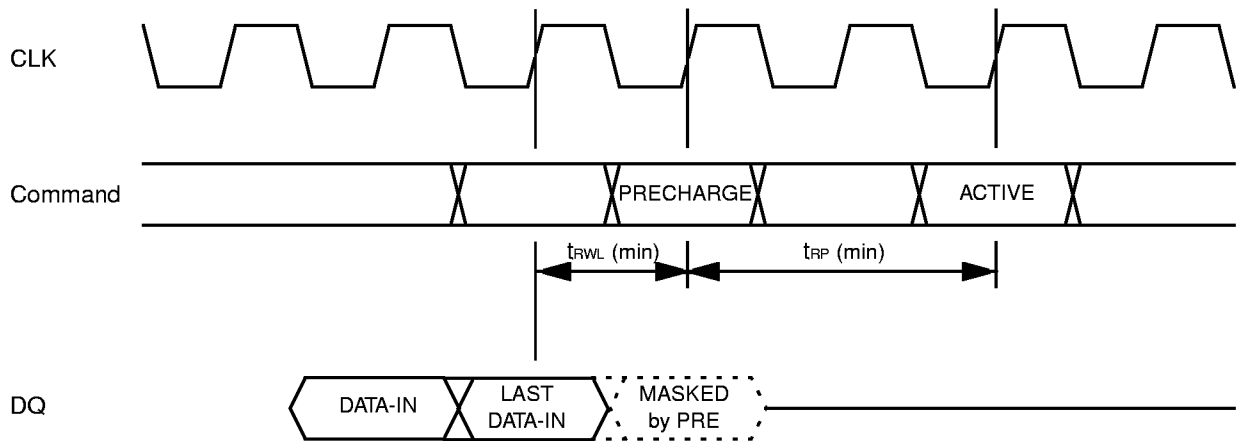 CLK
Command
PRECHARGE
ACTIVE
tRWL (min)
tRP (min)
DQ
DATA-IN
LAST
DATA-IN
MASKED
by PRE